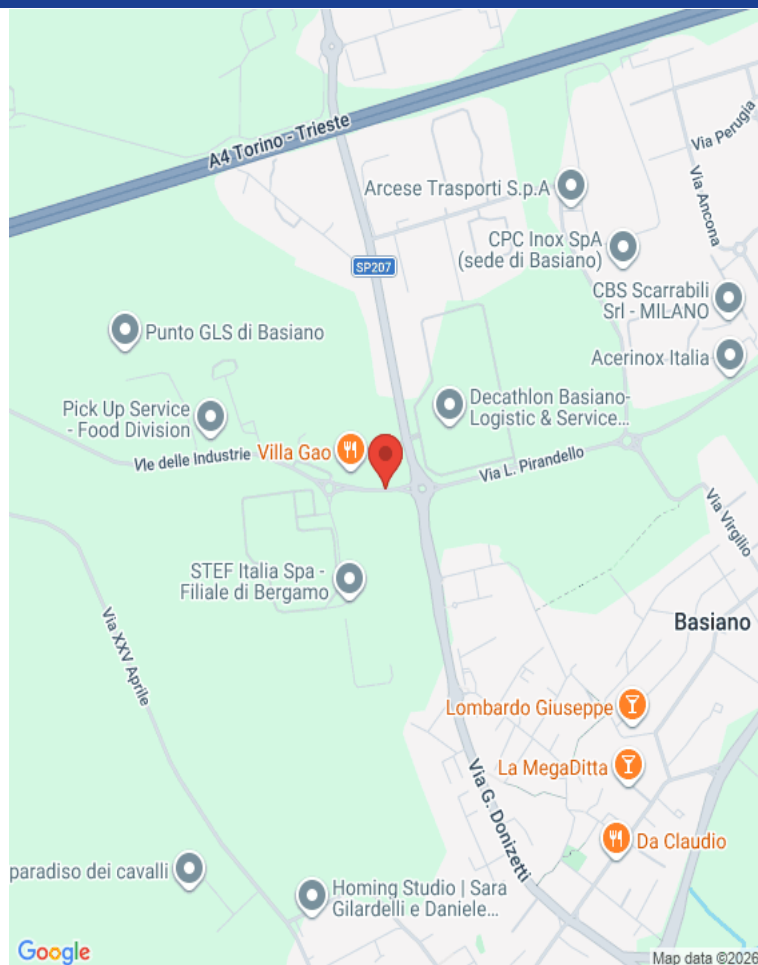 A4 Torino - Trieste
Via Perugia
Arcese Trasporti S.p.A
Via Ancona
CPC Inox SpA
(sede di Basiano)
SP207
CBS Scarrabili
Srl - MILANO
Punto GLS di Basiano
Acerinox Italia
Decathlon Basiano-
Logistic & Service...
Pick Up Service
- Food Division
Vle delle Industrie
Villa Gao
Via L. Pirandello
Via Virgilio
STEF Italia Spa -
Filiale di Bergamo
Via XXV Aprile
Basiano
Lombardo Giuseppe
La MegaDitta
Via G. Donizetti
Da Claudio
paradiso dei cavalli
Homing Studio | Sara
Gilardelli e Daniele...
Google
Map data ©2026